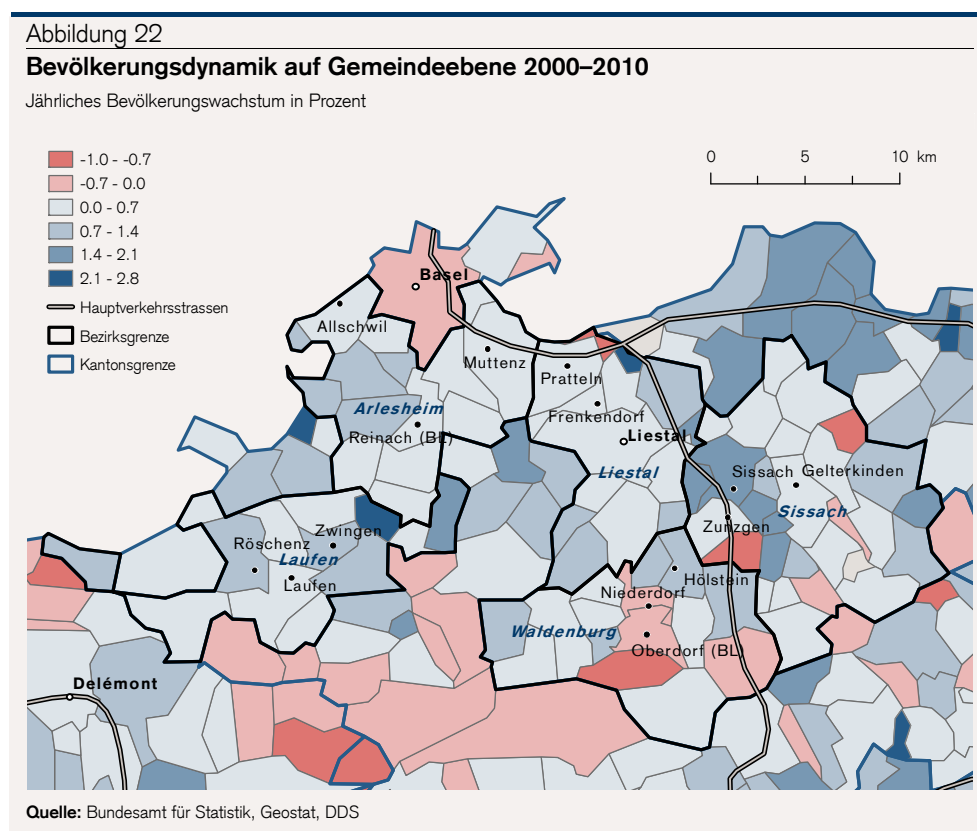 Abbildung 22
Bevölkerungsdynamik auf Gemeindeebene 2000–2010
Jährliches Bevölkerungswachstum in Prozent
-1.0 - -0.7
-0.7 - 0.0
0.0 - 0.7
0.7 - 1.4
1.4 - 2.1
2.1 - 2.8
Hauptverkehrsstrassen
Bezirksgrenze
Kantonsgrenze
0 5 10 km
Basel
Allschwil
Muttenz
Pratteln
Arlesheim
Frenkendorf
Reinach (BL)
Liestal
Liestal
Sissach Gelterkinden
Sissach
Zunzgen
Zwingen
Röschenz
Laufen
Laufen
Hölstein
Niederdorf
Waldenburg
Oberdorf (BL)
Delémont
Quelle: Bundesamt für Statistik, Geostat, DDS